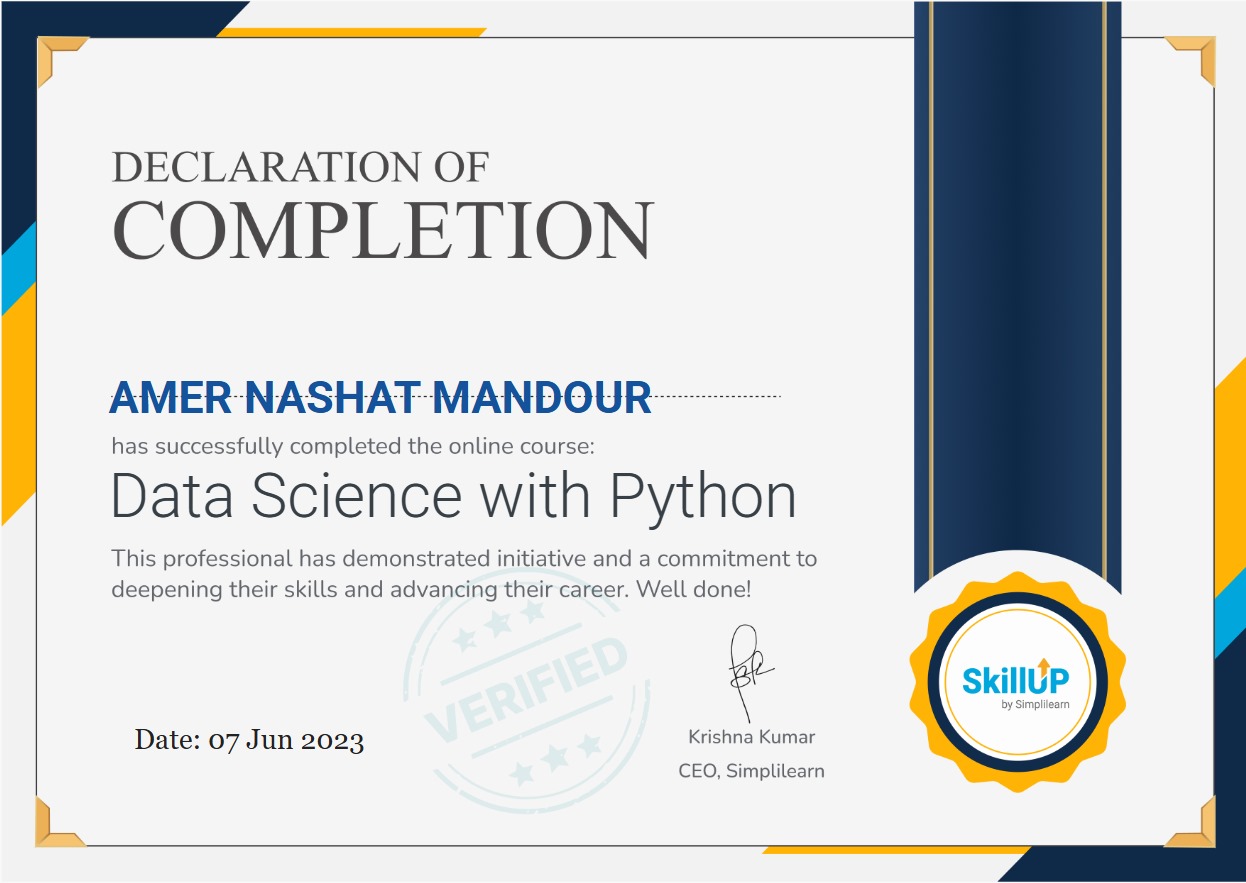 DECLARATION OF
COMPLETION
AMER NASHAT MANDOUR
has successfully completed the online course:
Data Science with Python
This professional has demonstrated initiative and a commitment to
deepening their skills and advancing their career. Well done!
VERIFIED
SkillUP
by Simplilearn
Date: 07 Jun 2023
Krishna Kumar
CEO, Simplilearn